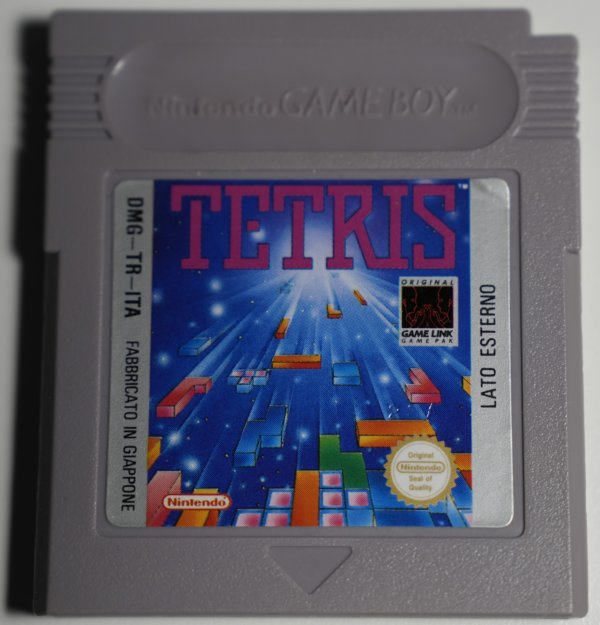 Nintendo GAME BOY TM
TETRIS TM
DMG-TR-ITA FABBRICATO IN GIAPPONE
ORIGINAL
GAME LINK
GAME PAK
LATO ESTERNO
Original
Nintendo
Seal of
Quality
Nintendo